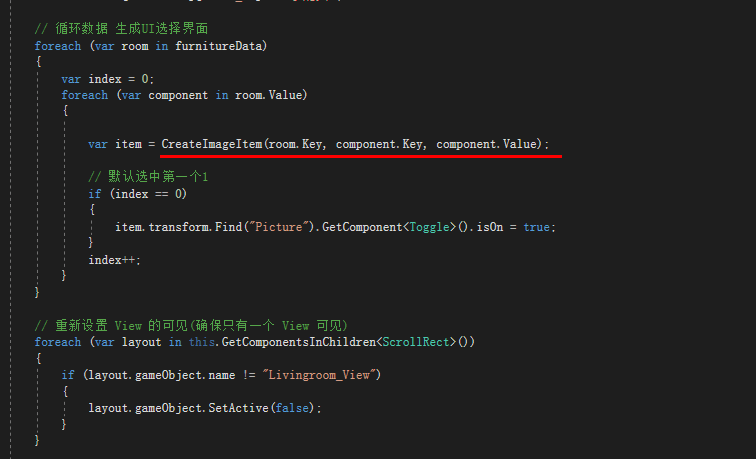 // 循环数据 生成UI选择界面
foreach (var room in furnitureData)
{
var index = 0;
foreach (var component in room.Value)
{
var item = CreateImageItem(room.Key, component.Key, component.Value);
// 默认选中第一个1
if (index == 0)
{
item.transform.Find("Picture").GetComponent<Toggle>().isOn = true;
}
index++;
}
}
// 重新设置 View 的可见(确保只有一个 View 可见)
foreach (var layout in this.GetComponentsInChildren<ScrollRect>())
{
if (layout.gameObject.name != "Livingroom_View")
{
layout.gameObject.SetActive(false);
}
}